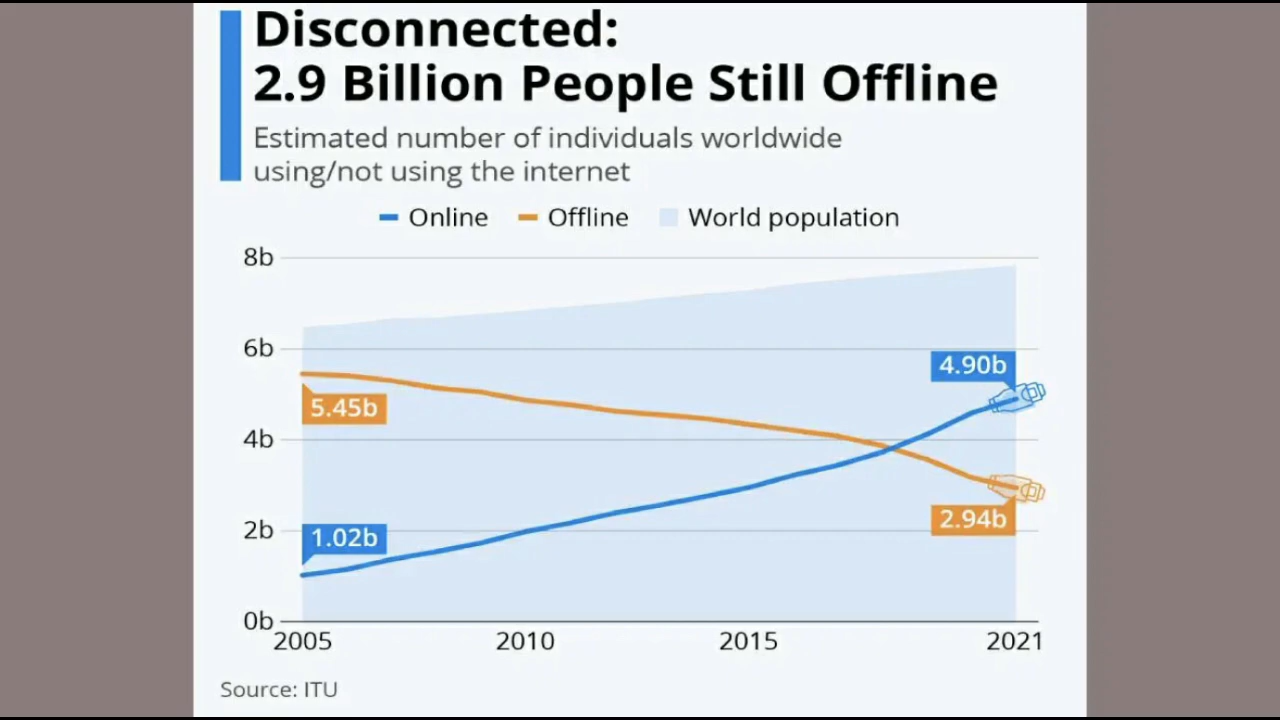 Disconnected:
2.9 Billion People Still Offline
Estimated number of individuals worldwide
using/not using the internet
Online Offline World population
8b
6b
4.90b
5.45b
4b
2.94b
1.02b
2b
0b
2005 2010 2015 2021
Source: ITU